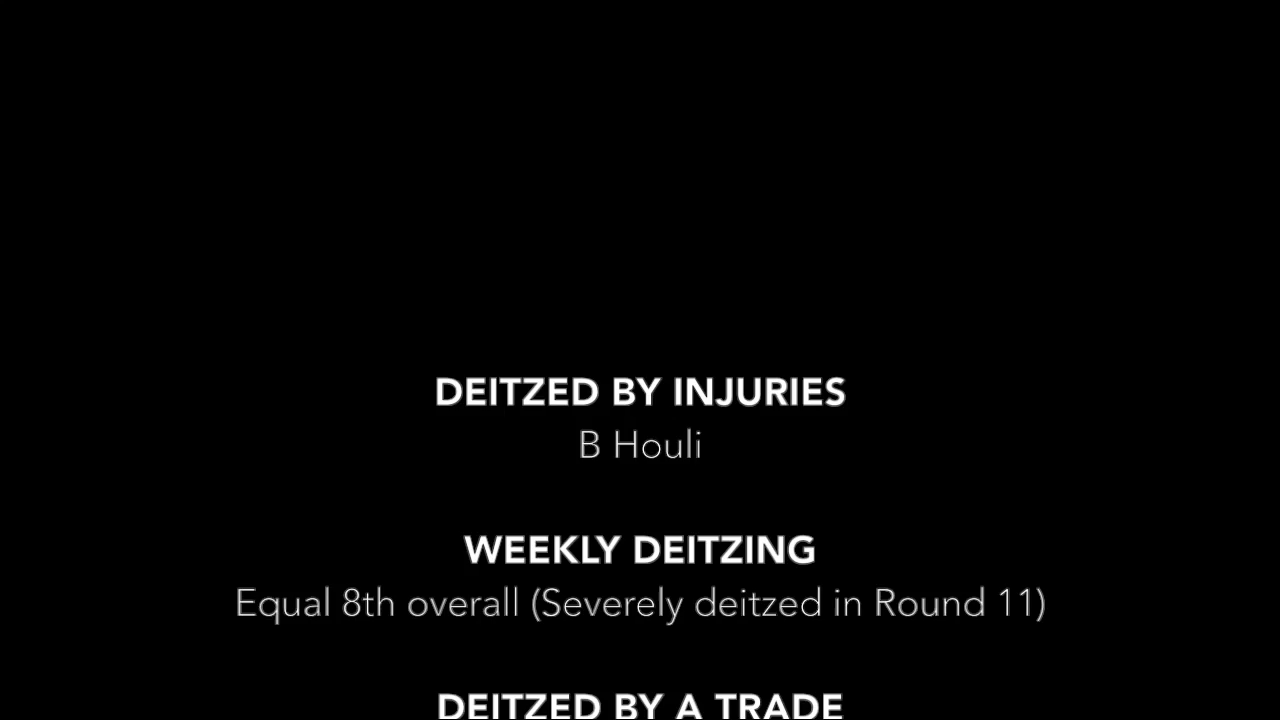 DEITZED BY INJURIES
B Houli
WEEKLY DEITZING
Equal 8th overall (Severely deitzed in Round 11)
DEITZED BY A TRADE